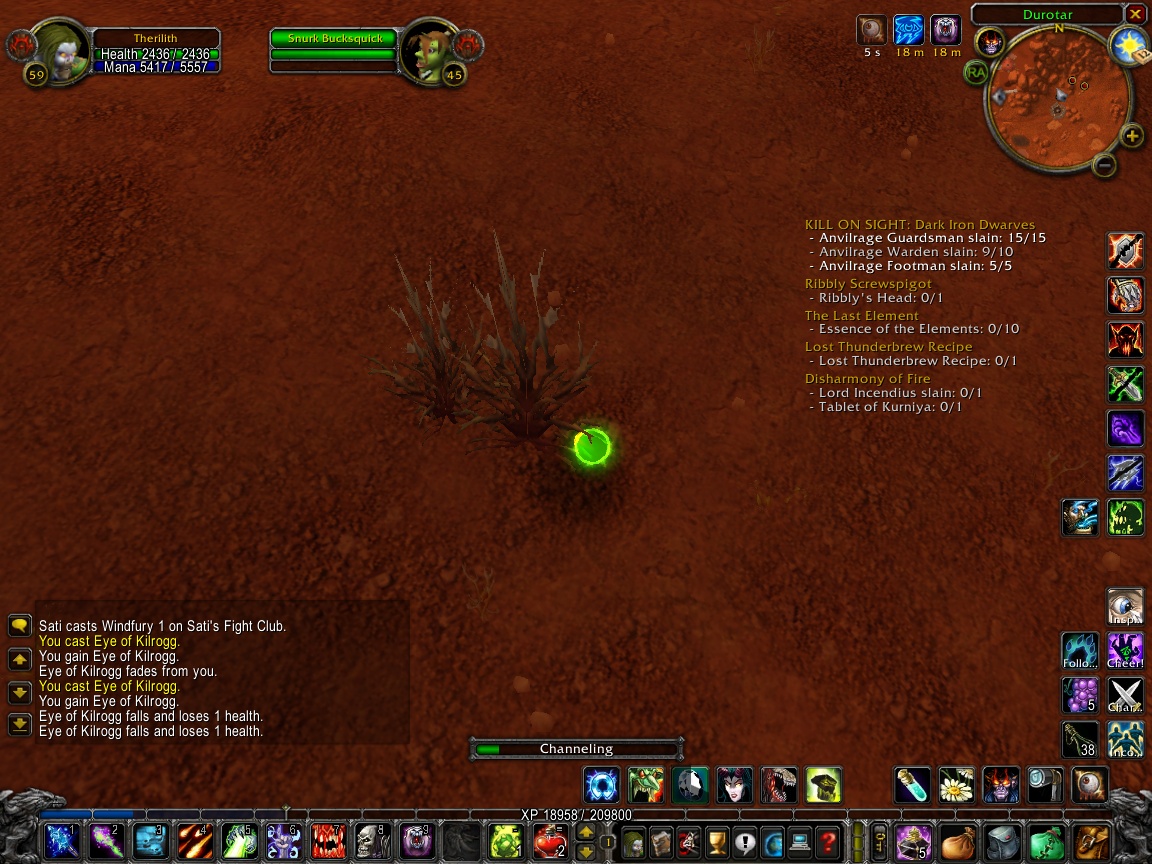 Therilith
Health 2436 / 2436
Mana 5417 / 5557
59
Snurk Bucksquick
45
5 s
18 m
18 m
Durotar
N
RA
KILL ON SIGHT: Dark Iron Dwarves
- Anvilrage Guardsman slain: 15/15
- Anvilrage Warden slain: 9/10
- Anvilrage Footman slain: 5/5
Ribbly Screwspigot
- Ribbly's Head: 0/1
The Last Element
- Essence of the Elements: 0/10
Lost Thunderbrew Recipe
- Lost Thunderbrew Recipe: 0/1
Disharmony of Fire
- Lord Incendius slain: 0/1
- Tablet of Kurniya: 0/1
Sati casts Windfury 1 on Sati's Fight Club.
You cast Eye of Kilrogg.
You gain Eye of Kilrogg.
Eye of Kilrogg fades from you.
You cast Eye of Kilrogg.
You gain Eye of Kilrogg.
Eye of Kilrogg falls and loses 1 health.
Eye of Kilrogg falls and loses 1 health.
Follo...
Cheer!
5
38
Channeling
XP 18958 / 209800
1
2
3
4
5
6
7
8
9
2
1
5